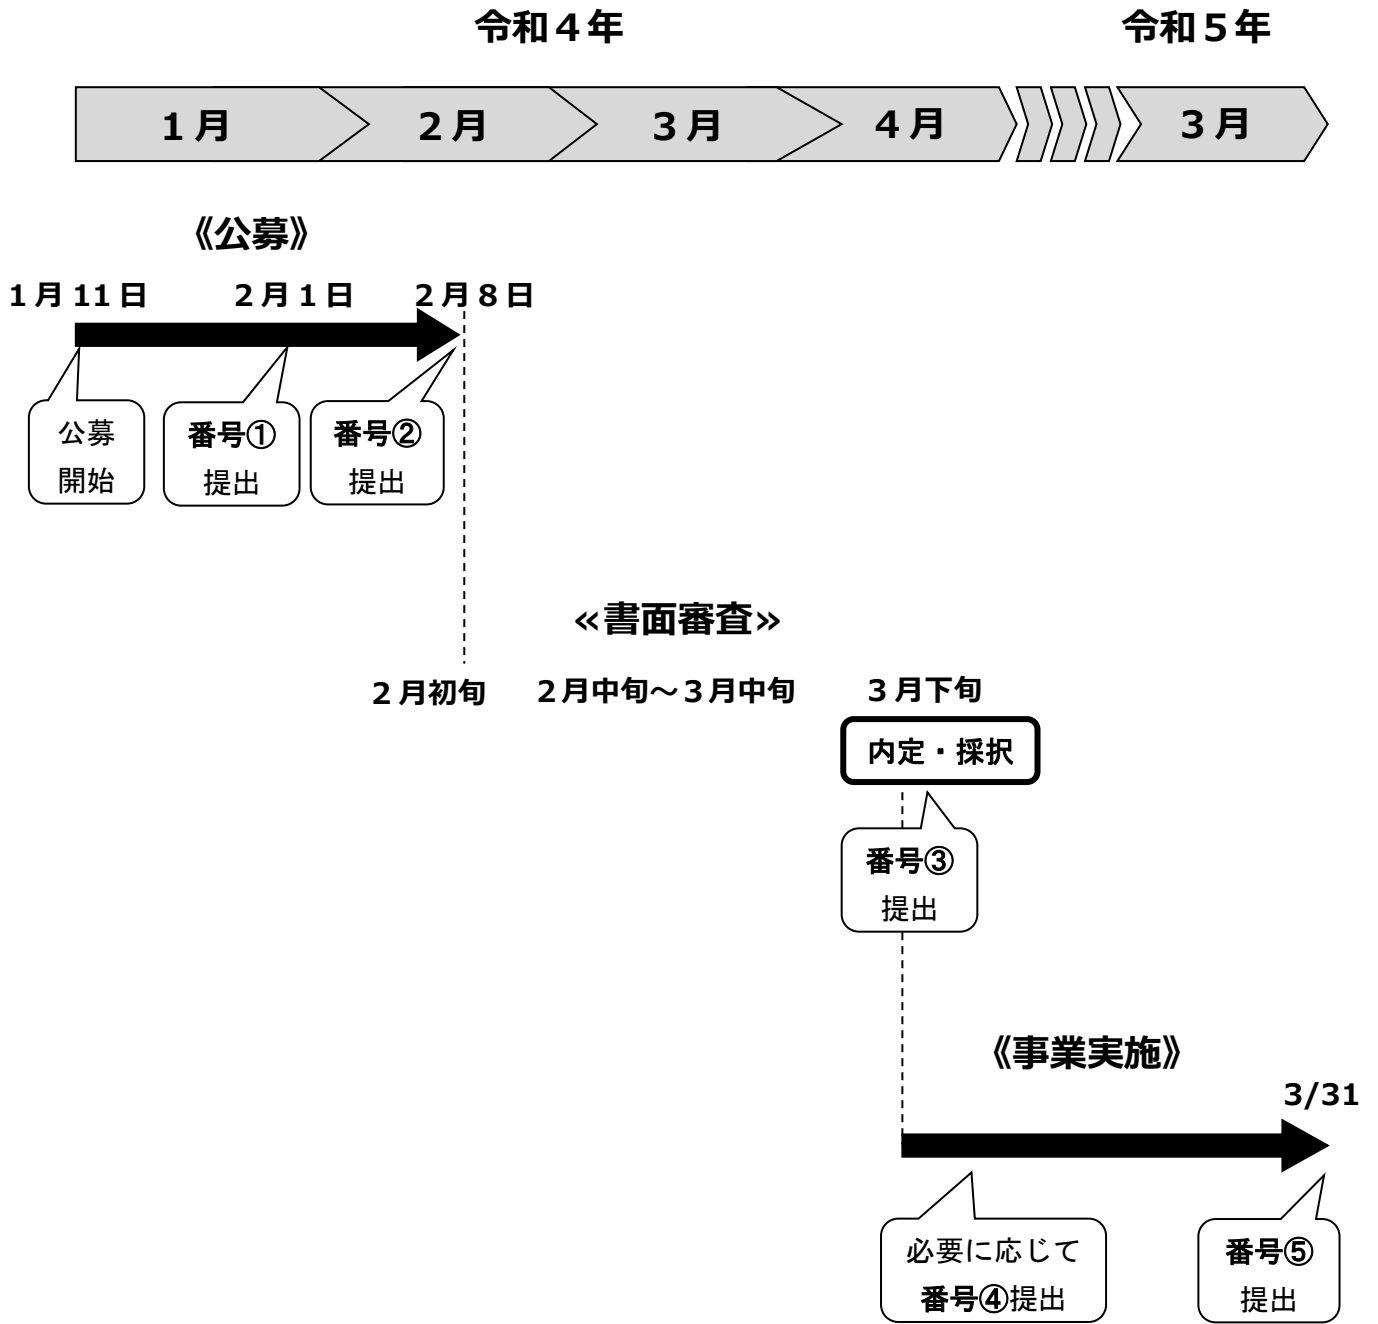 令和４年
令和５年
１月
２月
３月
４月
３月
《公募》
１月 11 日
２月１日
２月８日
公募
開始
番号①
提出
番号②
提出
«書面審査»
２月初旬
２月中旬～３月中旬
３月下旬
内定・採択
番号③
提出
《事業実施》
3/31
必要に応じて
番号④提出
番号⑤
提出